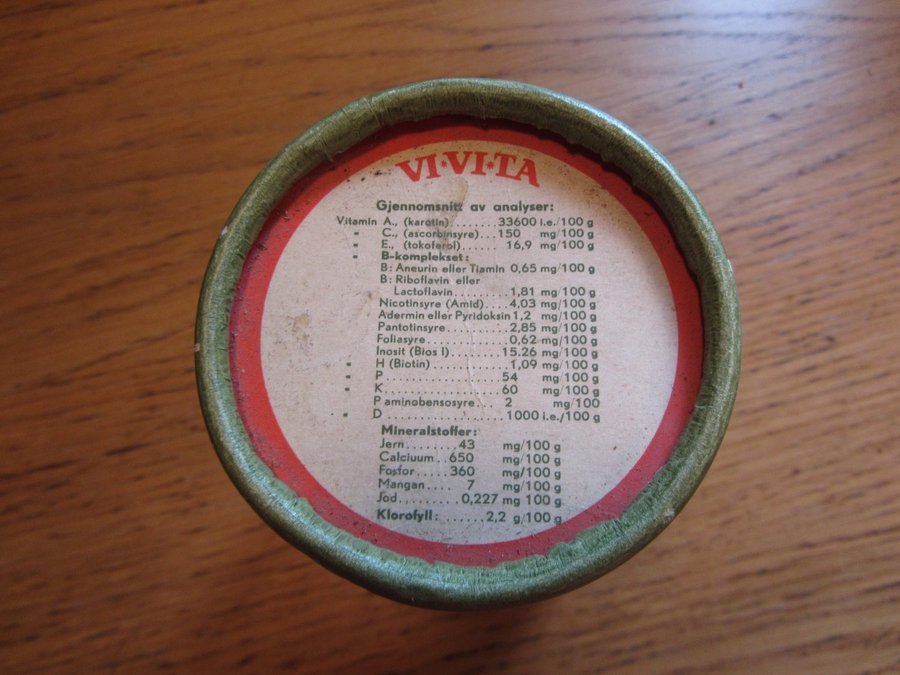 VI·VI·TA
Gjennomsnitt av analyser:
Vitamin A., (karotin)........33600 i.e./100 g
" C., (ascorbinsyre)...150 mg/100 g
" E., (tokoferol)...... 16,9 mg/100 g
" B-komplekset:
B: Aneurin eller Tiamin 0,65 mg/100 g
B: Riboflavin eller
Lactoflavin..........1,81 mg/100 g
Nicotinsyre (Amid)....4,03 mg/100 g
Adermin eller Pyridoksin 1,2 mg/100 g
Pantotinsyre...........2,85 mg/100 g
Foliasyre..............0,62 mg/100 g
Inosit (Bios I).........15.26 mg/100 g
" H (Biotin)..............1,09 mg/100 g
" P....................54 mg/100 g
" K....................60 mg/100 g
P aminobensosyre... 2 mg/100
" D....................1000 i.e./100 g
Mineralstoffer:
Jern........43 mg/100 g
Calciuum..650 mg/100 g
Fosfor.....360 mg/100 g
Mangan.... 7 mg/100 g
Jod..........0,227 mg 100 g
Klorofyll:.......2,2 g/100 g